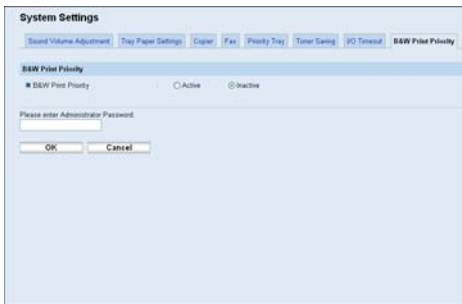 System Settings
Sound Volume Adjustment Tray Paper Settings Copier Fax Priority Tray Toner Saving I/O Timeout B&W Print Priority
B&W Print Priority
B&W Print Priority : Active Inactive
Please enter Administrator Password.
OK Cancel